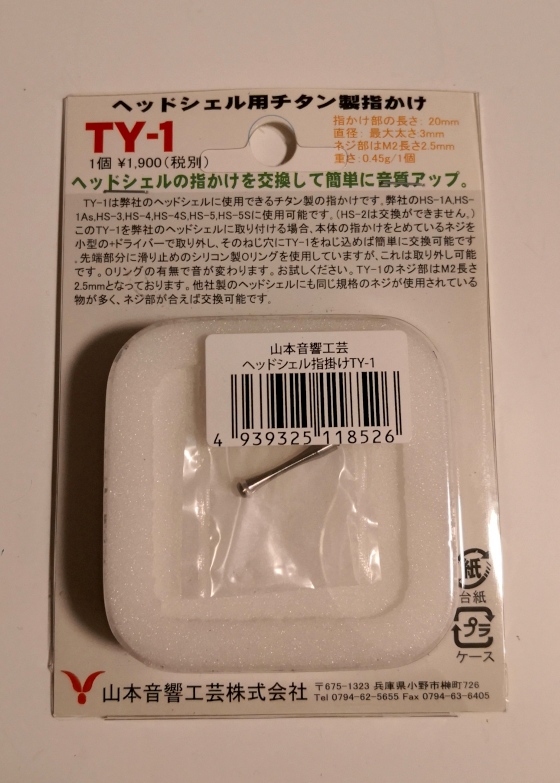 ヘッドシェル用チタン製指かけ
TY-1
1個 ¥1,900(税別)
指かけ部の長さ: 20mm
直径: 最大太さ3mm
ネジ部はM2長さ2.5mm
重さ:0.45g/1個
ヘッドシェルの指かけを交換して簡単に音質アップ。
TY-1は弊社のヘッドシェルに使用できるチタン製の指かけです。弊社のHS-1A,HS-
1As,HS-3,HS-4,HS-4S,HS-5,HS-5Sに使用可能です。(HS-2は交換ができません。)
このTY-1を弊社のヘッドシェルに取り付ける場合、本体の指かけをとめているネジを
小型の+ドライバーで取り外し、そのねじ穴にTY-1をねじ込めば簡単に交換可能です
。先端部分に滑り止めのシリコン製Oリングを使用していますが、これは取り外し可能
です。Oリングの有無で音が変わります。お試しください。TY-1のネジ部はM2長さ
2.5mmとなっております。他社製のヘッドシェルにも同じ規格のネジが使用されている
物が多く、ネジ部が合えば交換可能です。
山本音響工芸
ヘッドシェル指掛けTY-1
4 939325 118526
紙
台紙
プラ
ケース
山本音響工芸株式会社
〒675-1323 兵庫県小野市榊町726
Tel 0794-62-5655 Fax 0794-63-6405